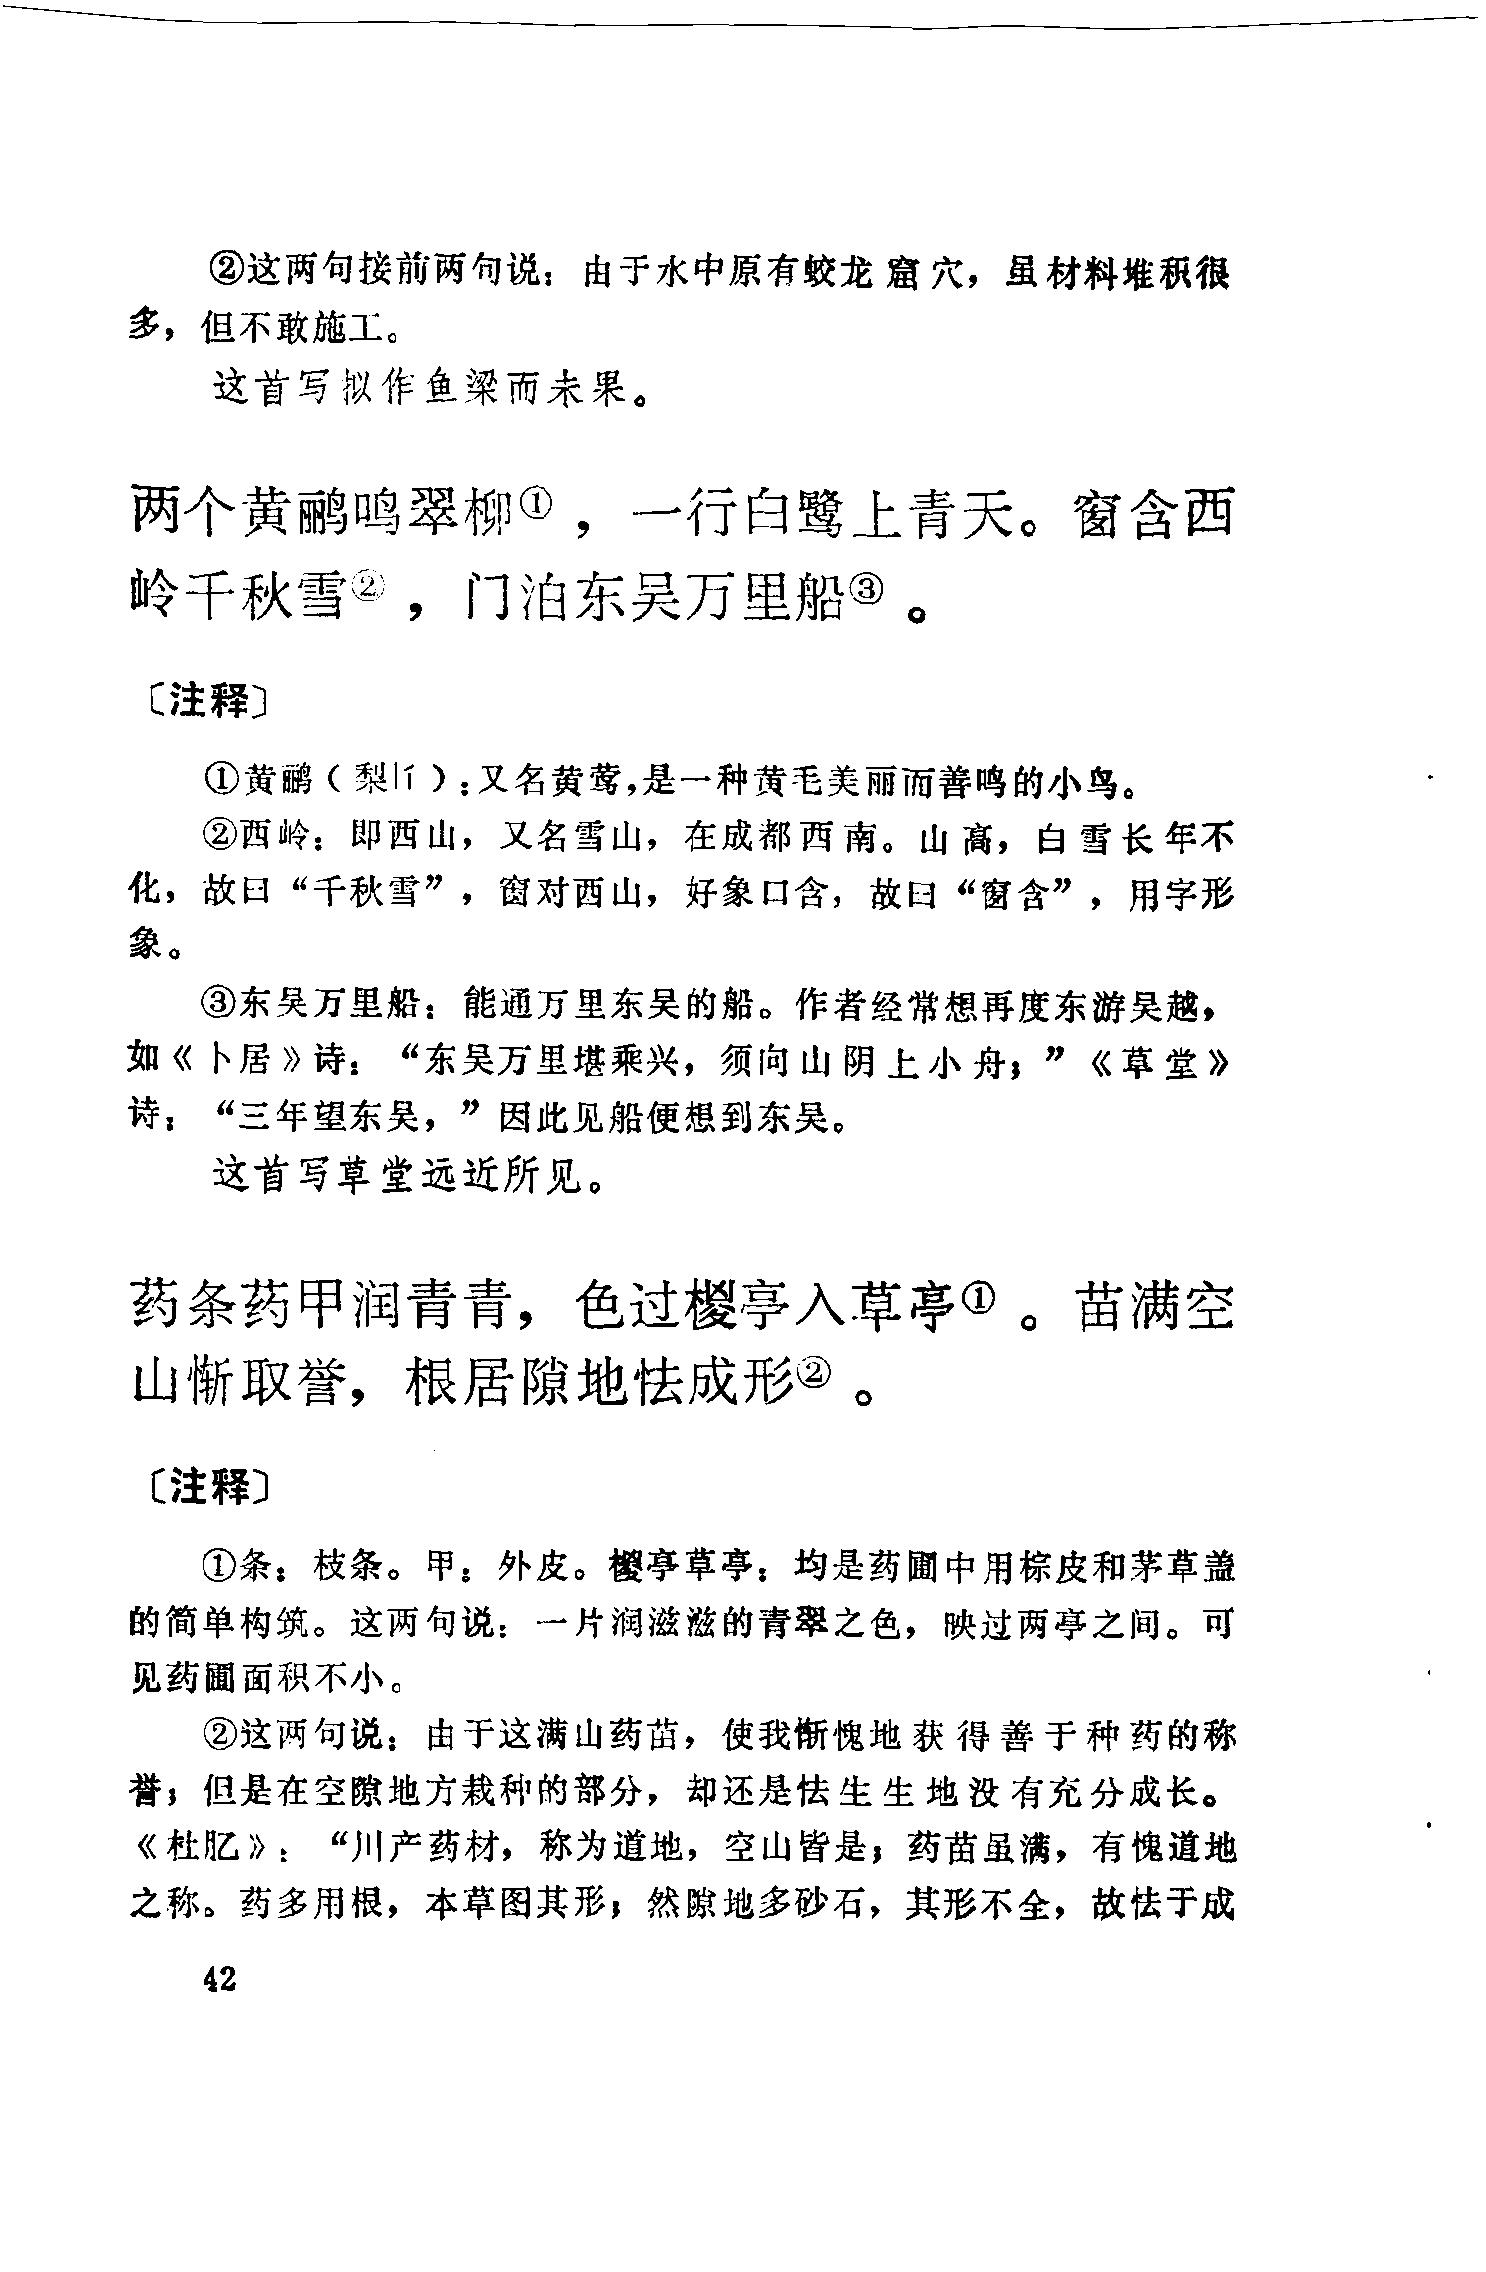 ②这两句接前两句说：由于水中原有蛟龙窟穴，虽材料堆积很
多，但不敢施工。
这首写拟作鱼梁而未果。
两个黄鹂鸣翠柳①，一行白鹭上青天。窗含西
岭千秋雪②，门泊东吴万里船③。
〔注释〕
①黄鹂（梨lí）：又名黄莺，是一种黄毛美丽而善鸣的小鸟。
②西岭：即西山，又名雪山，在成都西南。山高，白雪长年不
化，故曰“千秋雪”，窗对西山，好象口含，故曰“窗含”，用字形
象。
③东吴万里船：能通万里东吴的船。作者经常想再度东游吴越，
如《卜居》诗：“东吴万里堪乘兴，须向山阴上小舟；”《草堂》
诗：“三年望东吴，”因此见船便想到东吴。
这首写草堂远近所见。
药条药甲润青青，色过椶亭入草亭①。苗满空
山惭取誉，根居隙地怯成形②。
〔注释〕
①条：枝条。甲：外皮。椶亭草亭：均是药圃中用棕皮和茅草盖
的简单构筑。这两句说：一片润滋滋的青翠之色，映过两亭之间。可
见药圃面积不小。
②这两句说：由于这满山药苗，使我惭愧地获得善于种药的称
誉；但是在空隙地方栽种的部分，却还是怯生生地没有充分成长。
《杜肊》：“川产药材，称为道地，空山皆是；药苗虽满，有愧道地
之称。药多用根，本草图其形；然隙地多砂石，其形不全，故怯于成
42